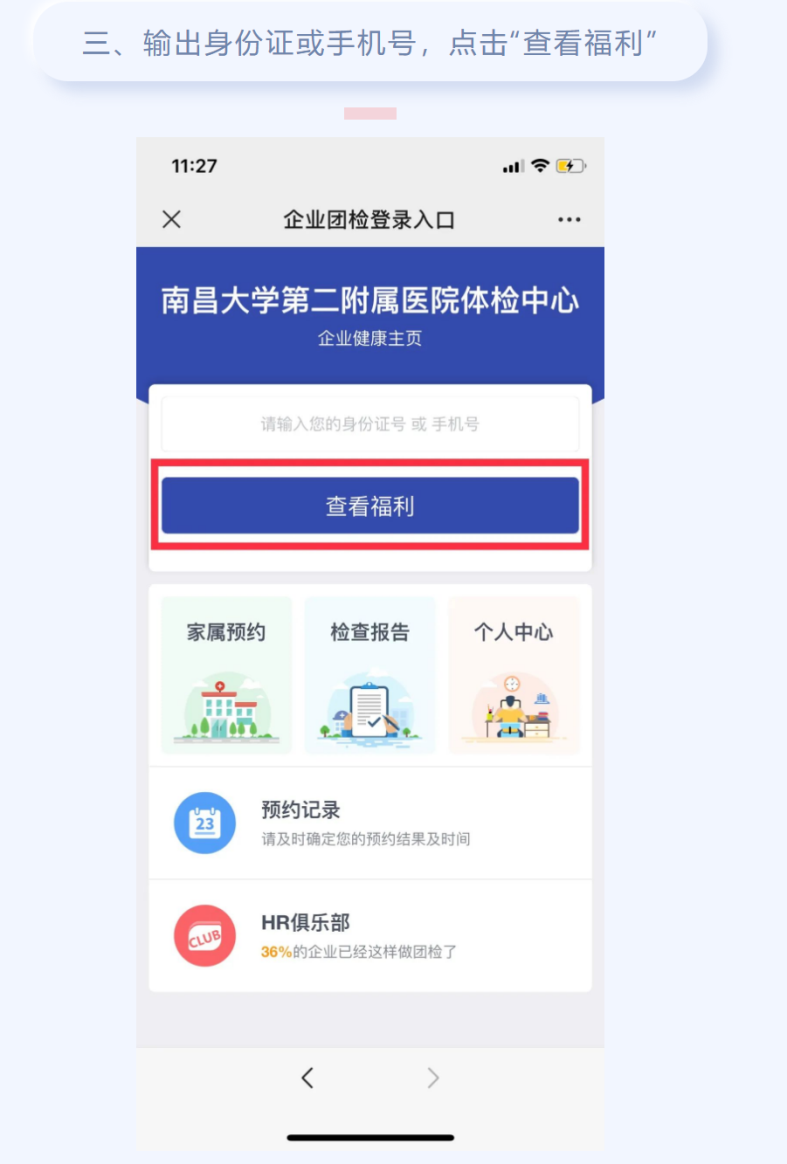 三、输出身份证或手机号，点击“查看福利”
11:27
企业团检登录入口
南昌大学第二附属医院体检中心
企业健康主页
请输入您的身份证号 或 手机号
查看福利
家属预约 检查报告 个人中心
23
预约记录
请及时确定您的预约结果及时间
CLUB
HR俱乐部
36%的企业已经这样做团检了